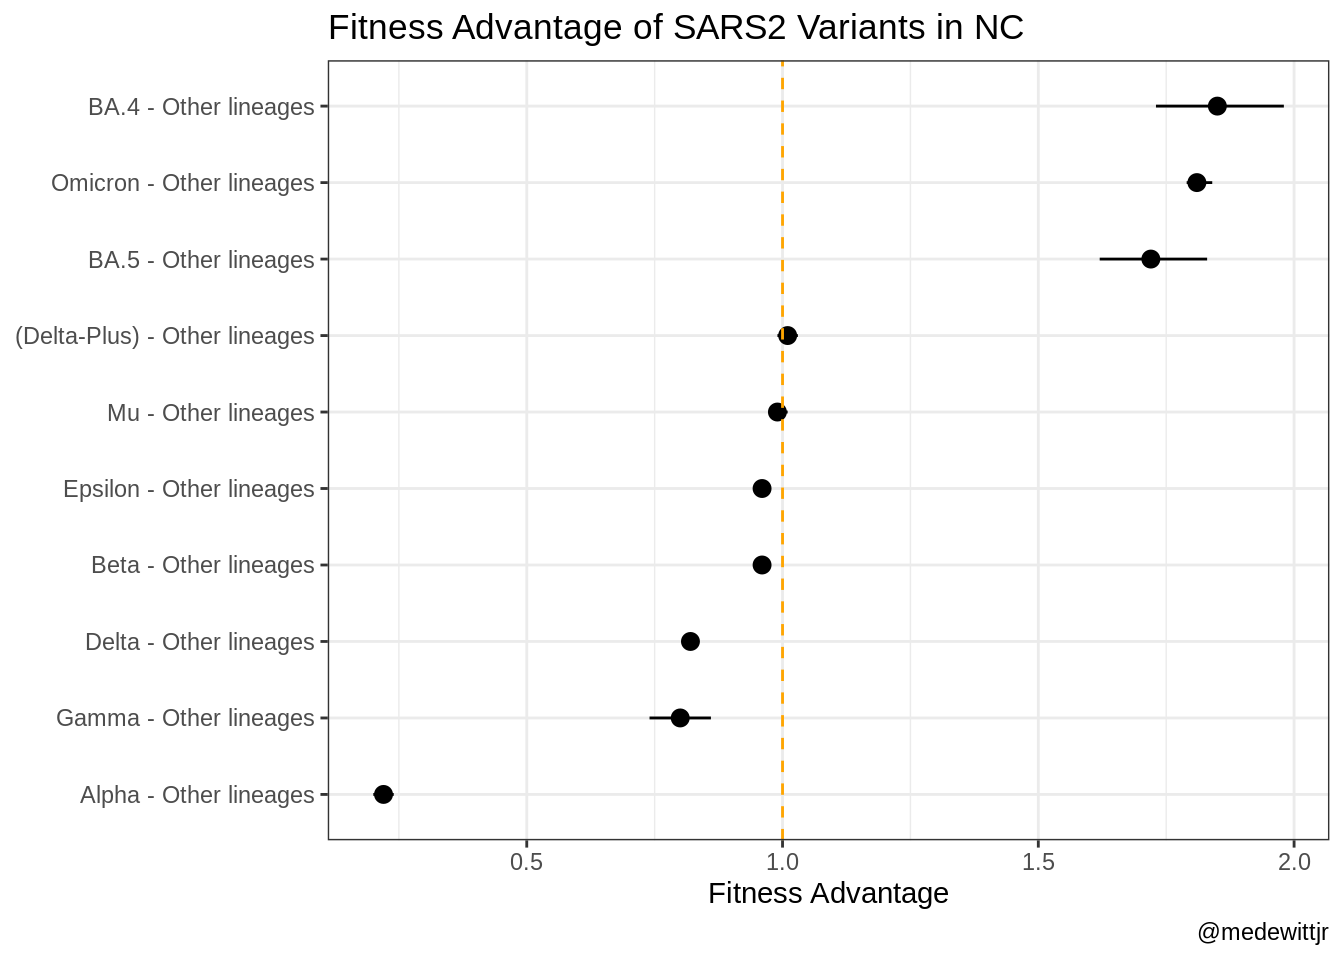 Fitness Advantage of SARS2 Variants in NC
BA.4 - Other lineages
Omicron - Other lineages
BA.5 - Other lineages
(Delta-Plus) - Other lineages
Mu - Other lineages
Epsilon - Other lineages
Beta - Other lineages
Delta - Other lineages
Gamma - Other lineages
Alpha - Other lineages
0.5 1.0 1.5 2.0
Fitness Advantage
@medewittjr